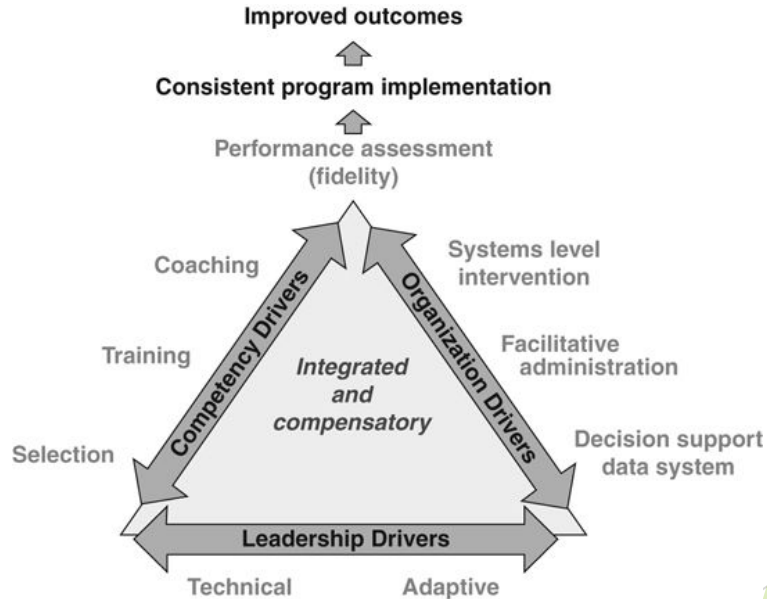 Improved outcomes
Consistent program implementation
Performance assessment
(fidelity)
Coaching
Training
Selection
Competency Drivers
Integrated
and
compensatory
Organization Drivers
Systems level
intervention
Facilitative
administration
Decision support
data system
Leadership Drivers
Technical
Adaptive